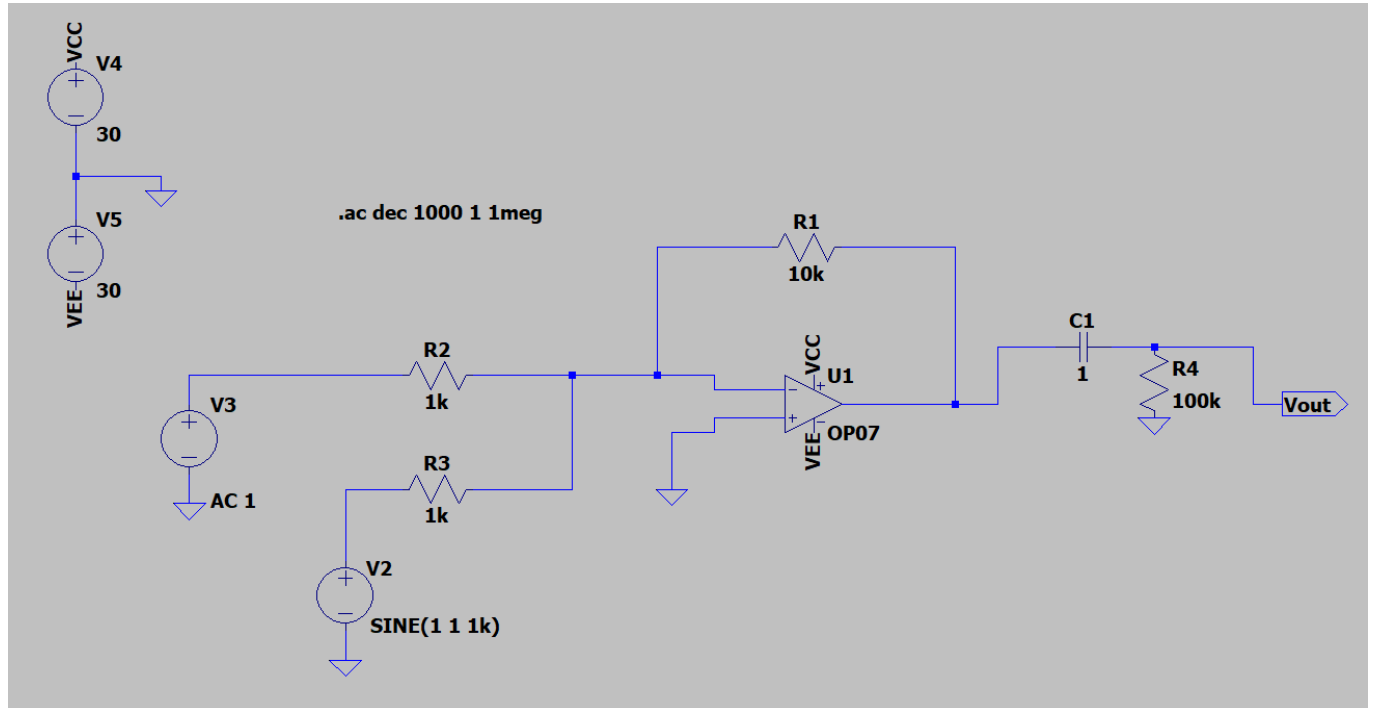 VCC
V4
30
V5
30
VEE
.ac dec 1000 1 1meg
R1
10k
R2
1k
V3
AC 1
R3
1k
V2
SINE(1 1 1k)
VCC
U1
OP07
VEE
C1
1
R4
100k
Vout